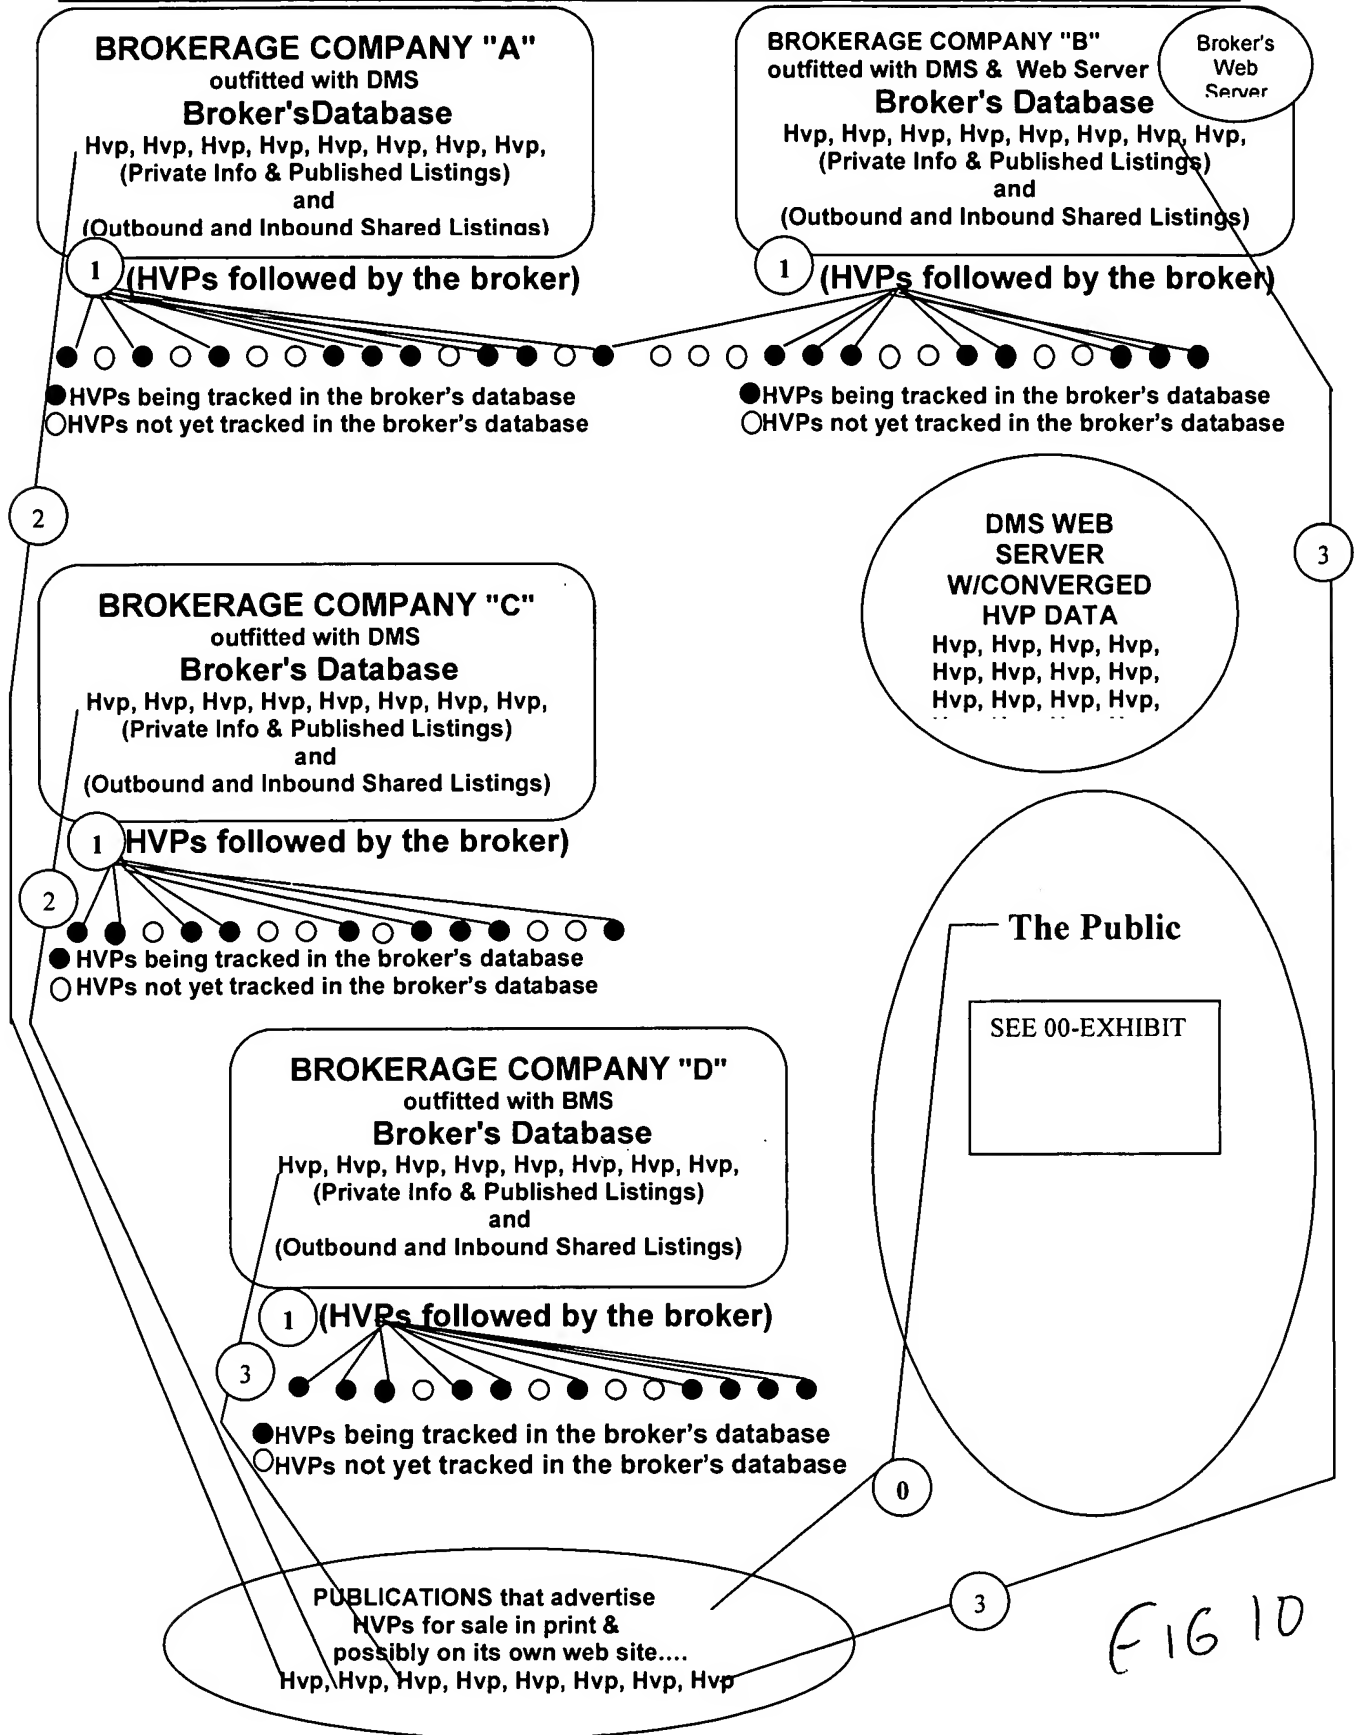 BROKERAGE COMPANY "A"
outfitted with DMS
Broker'sDatabase
Hvp, Hvp, Hvp, Hvp, Hvp, Hvp, Hvp, Hvp,
(Private Info & Published Listings)
and
(Outbound and Inbound Shared Listings)
1
(HVPs followed by the broker)
HVPs being tracked in the broker's database
HVPs not yet tracked in the broker's database
BROKERAGE COMPANY "B"
outfitted with DMS & Web Server
Broker's
Web
Server
Broker's Database
Hvp, Hvp, Hvp, Hvp, Hvp, Hvp, Hvp, Hvp,
(Private Info & Published Listings)
and
(Outbound and Inbound Shared Listings)
1
(HVPs followed by the broker)
HVPs being tracked in the broker's database
HVPs not yet tracked in the broker's database
2
3
DMS WEB
SERVER
W/CONVERGED
HVP DATA
Hvp, Hvp, Hvp, Hvp,
Hvp, Hvp, Hvp, Hvp,
Hvp, Hvp, Hvp, Hvp,
BROKERAGE COMPANY "C"
outfitted with DMS
Broker's Database
Hvp, Hvp, Hvp, Hvp, Hvp, Hvp, Hvp, Hvp,
(Private Info & Published Listings)
and
(Outbound and Inbound Shared Listings)
1
HVPs followed by the broker)
2
HVPs being tracked in the broker's database
HVPs not yet tracked in the broker's database
The Public
SEE 00-EXHIBIT
BROKERAGE COMPANY "D"
outfitted with BMS
Broker's Database
Hvp, Hvp, Hvp, Hvp, Hvp, Hvp, Hvp, Hvp,
(Private Info & Published Listings)
and
(Outbound and Inbound Shared Listings)
1
(HVPs followed by the broker)
3
HVPs being tracked in the broker's database
HVPs not yet tracked in the broker's database
0
PUBLICATIONS that advertise
HVPs for sale in print &
possibly on its own web site....
Hvp, Hvp, Hvp, Hvp, Hvp, Hvp, Hvp, Hvp
3
FIG 10